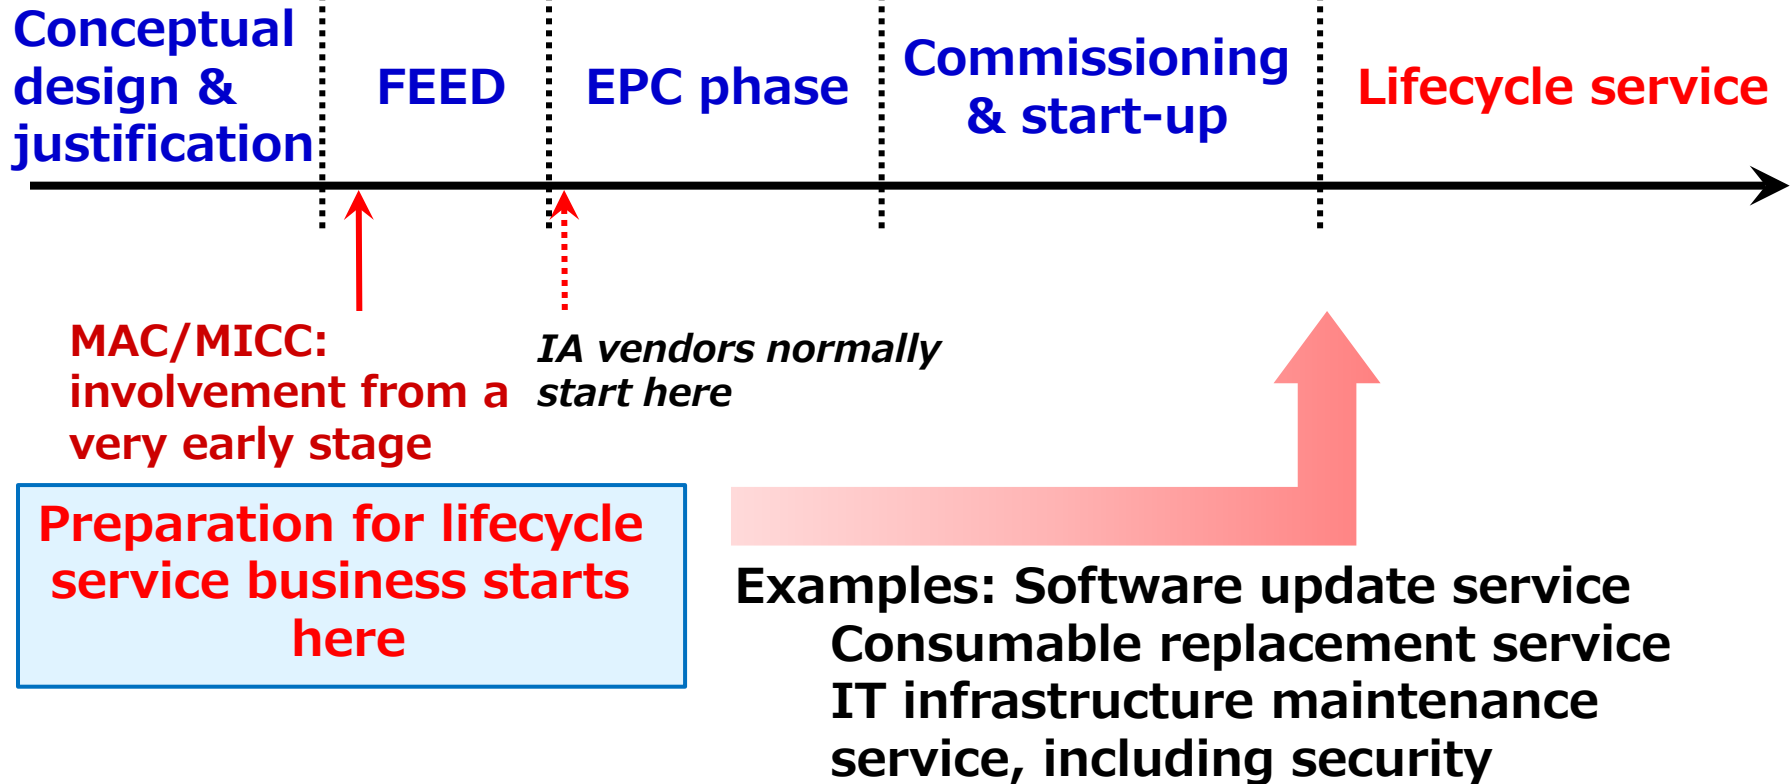 Conceptual
design &
justification
FEED
EPC phase
Commissioning
& start-up
Lifecycle service
MAC/MICC:
involvement from a
very early stage
IA vendors normally
start here
Preparation for lifecycle
service business starts
here
Examples: Software update service
Consumable replacement service
IT infrastructure maintenance
service, including security